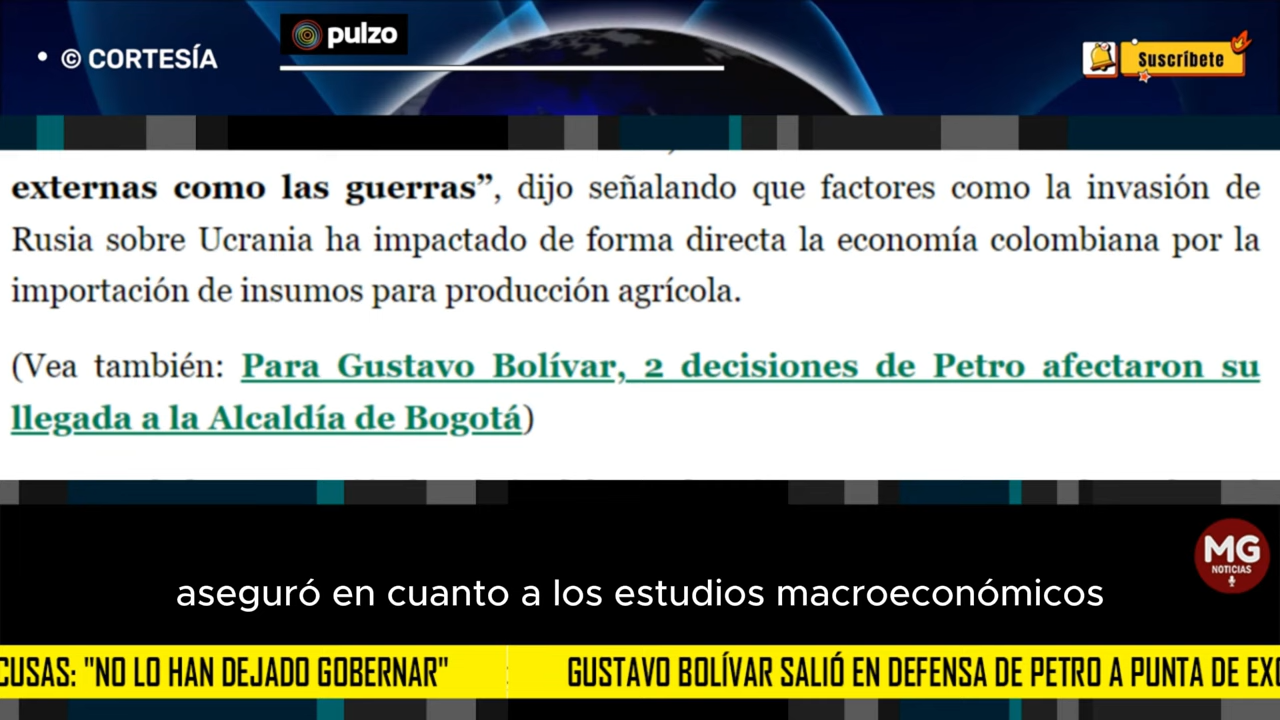 • © CORTESÍA
pulzo
Suscríbete
externas como las guerras”, dijo señalando que factores como la invasión de
Rusia sobre Ucrania ha impactado de forma directa la economía colombiana por la
importación de insumos para producción agrícola.
(Vea también: Para Gustavo Bolívar, 2 decisiones de Petro afectaron su
llegada a la Alcaldía de Bogotá)
MG
NOTICIAS
aseguró en cuanto a los estudios macroeconómicos
CUSAS: "NO LO HAN DEJADO GOBERNAR" GUSTAVO BOLÍVAR SALIÓ EN DEFENSA DE PETRO A PUNTA DE EXC